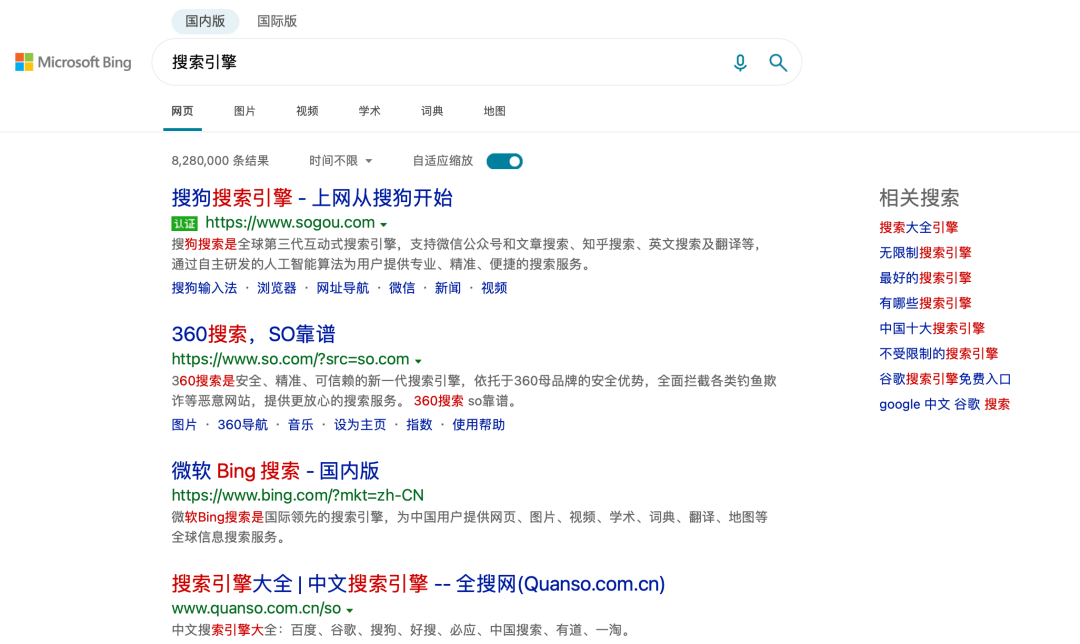 国内版 国际版
Microsoft Bing
搜索引擎
网页 图片 视频 学术 词典 地图
8,280,000 条结果 时间不限 自适应缩放
搜狗搜索引擎 - 上网从搜狗开始
认证 https://www.sogou.com
搜狗搜索是全球第三代互动式搜索引擎，支持微信公众号和文章搜索、知乎搜索、英文搜索及翻译等，
通过自主研发的人工智能算法为用户提供专业、精准、便捷的搜索服务。
搜狗输入法 · 浏览器 · 网址导航 · 微信 · 新闻 · 视频
360搜索，SO靠谱
https://www.so.com/?src=so.com
360搜索是安全、精准、可信赖的新一代搜索引擎，依托于360母品牌的安全优势，全面拦截各类钓鱼欺
诈等恶意网站，提供更放心的搜索服务。 360搜索 so靠谱。
图片 · 360导航 · 音乐 · 设为主页 · 指数 · 使用帮助
微软 Bing 搜索 - 国内版
https://www.bing.com/?mkt=zh-CN
微软Bing搜索是国际领先的搜索引擎，为中国用户提供网页、图片、视频、学术、词典、翻译、地图等
全球信息搜索服务。
搜索引擎大全 | 中文搜索引擎 -- 全搜网(Quanso.com.cn)
www.quanso.com.cn/so
中文搜索引擎大全：百度、谷歌、搜狗、好搜、必应、中国搜索、有道、一淘。
相关搜索
搜索大全引擎
无限制搜索引擎
最好的搜索引擎
有哪些搜索引擎
中国十大搜索引擎
不受限制的搜索引擎
谷歌搜索引擎免费入口
google 中文 谷歌 搜索